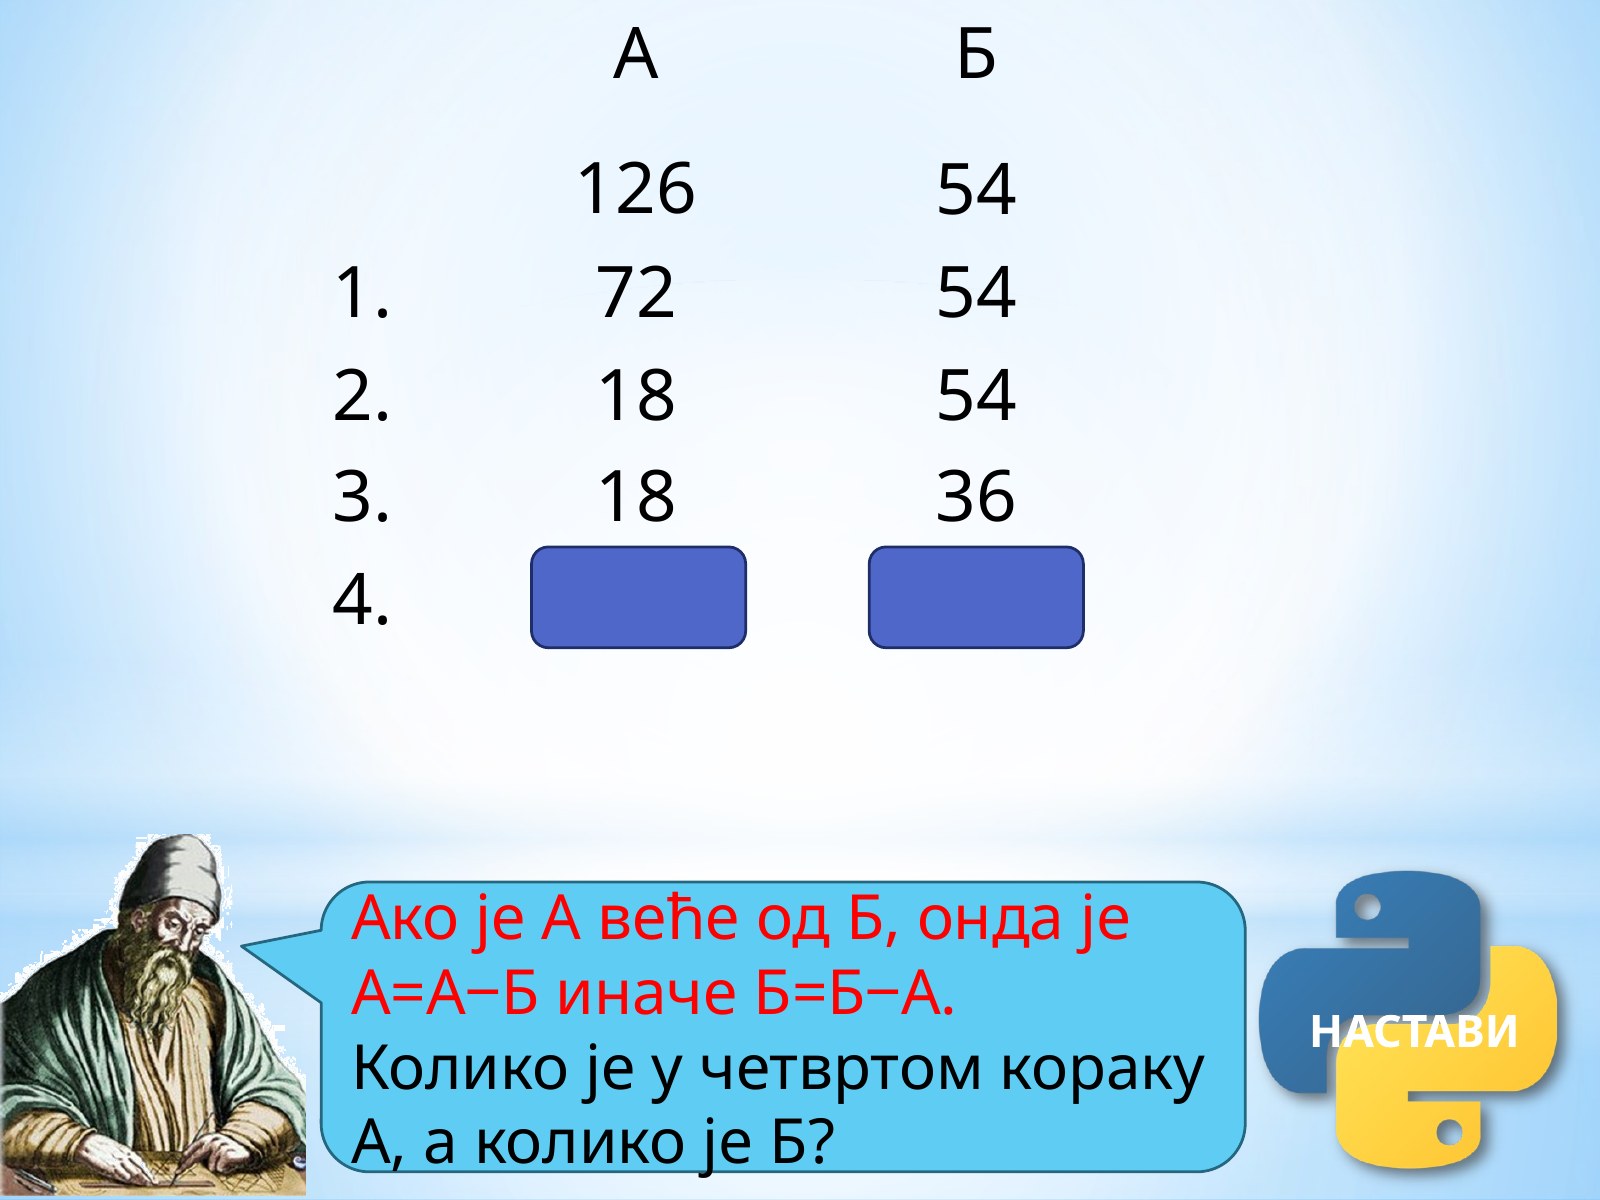 А Б
126 54
1. 72 54
2. 18 54
3. 18 36
4.
Ако је А веће од Б, онда је
А=А−Б иначе Б=Б−А.
Колико је у четвртом кораку
А, а колико је Б?
НАСТАВИ